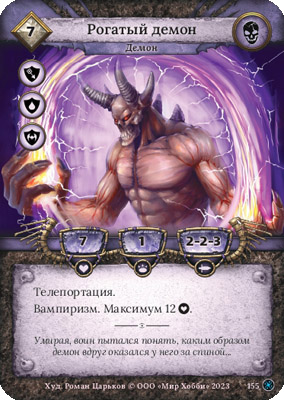 7
Рогатый демон
Демон
7
1
2-2-3
Телепортация.
Вампиризм. Максимум 12
Умирая, воин пытался понять, каким образом
демон вдруг оказался у него за спиной...
Худ. Роман Царьков © ООО «Мир Хобби» 2023
155